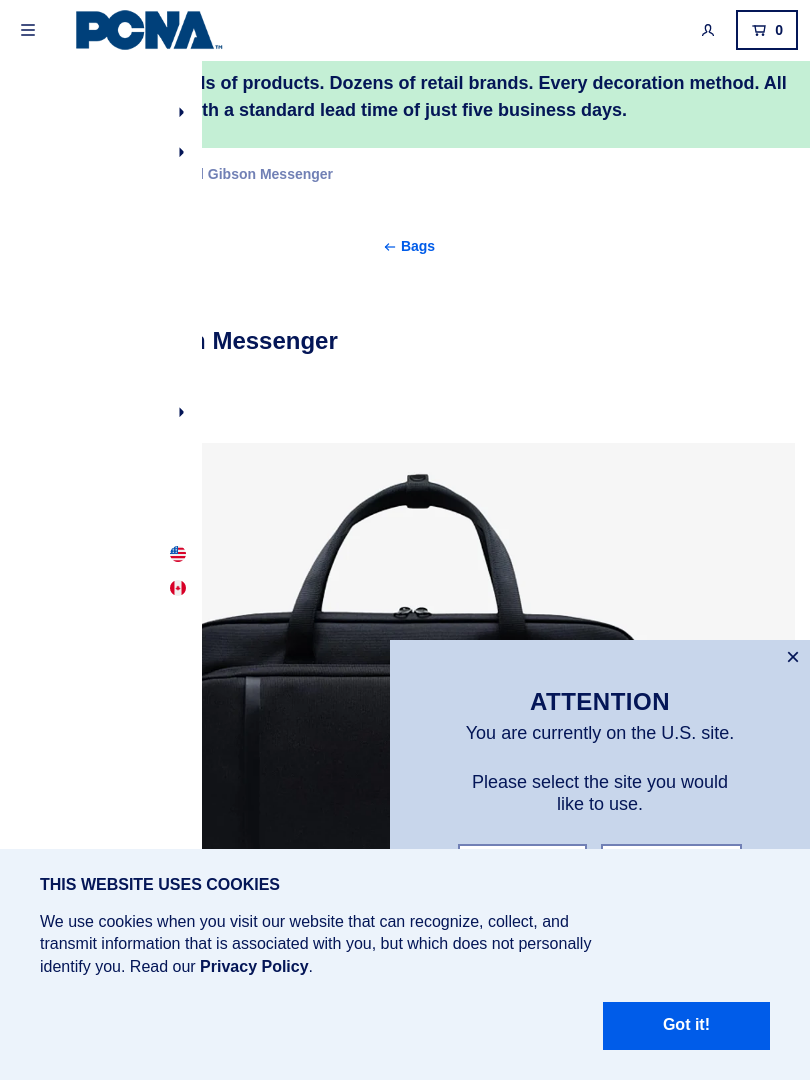 PCNA™
0
of products. Dozens of retail brands. Every decoration method. All
a standard lead time of just five business days.
Gibson Messenger
Bags
Messenger
ATTENTION
You are currently on the U.S. site.
Please select the site you would
like to use.
THIS WEBSITE USES COOKIES
We use cookies when you visit our website that can recognize, collect, and
transmit information that is associated with you, but which does not personally
identify you. Read our Privacy Policy.
Got it!